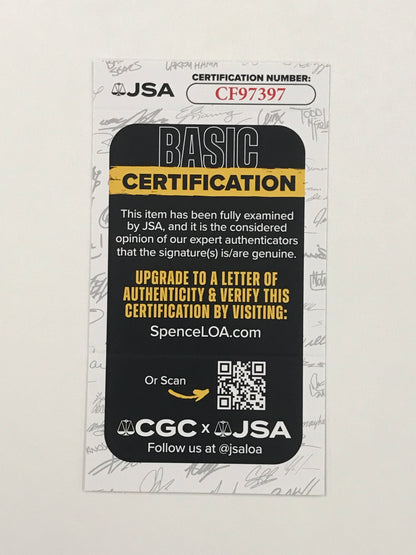 JSA
CERTIFICATION NUMBER:
CF97397
BASIC
CERTIFICATION
This item has been fully examined
by JSA, and it is the considered
opinion of our expert authenticators
that the signature(s) is/are genuine.
UPGRADE TO A LETTER OF
AUTHENTICITY & VERIFY THIS
CERTIFICATION BY VISITING:
SpenceLOA.com
Or Scan
CGC x JSA
Follow us at @jsaloa